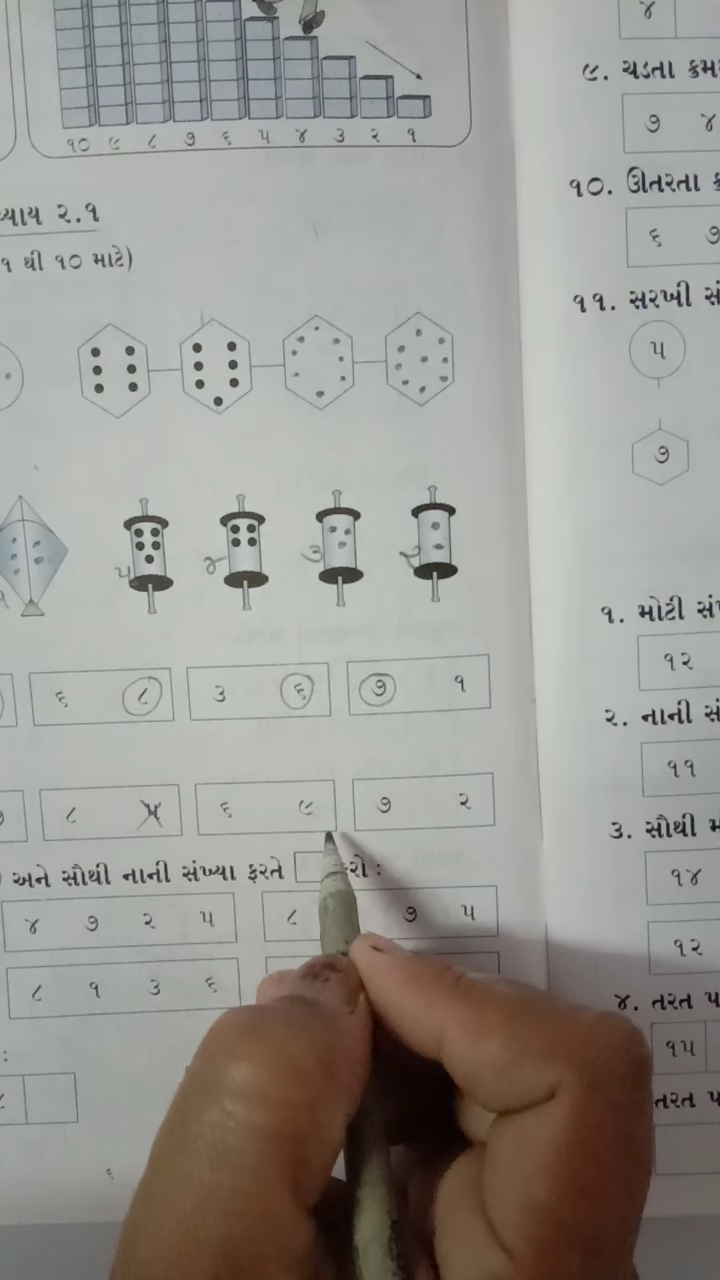 ૧૦ ૯ ૮ ૭ ૬ ૫ ૪ ૩ ૨ ૧
૨.૧
૧ થી ૧૦ માટે)
૫ ૪ ૩ ૨
૬ ૮ ૩ ૬ ૭ ૧
૮ ૬ ૯ ૭ ૨
અને સૌથી નાની સંખ્યા ફરતે
૪ ૭ ૨ ૫ ૮ ૭ ૫
૮ ૧ ૩ ૬
૬
૪
૯. ચડતા
૭ ૪
૧૦. ઊતરતા
૬ ૭
૧૧. સરખી
૫
૭
૧. મોટી
૧૨
૨. નાની
૧૧
૩. સૌથી
૧૪
૧૨
૪. તરત
૧૫
તરત